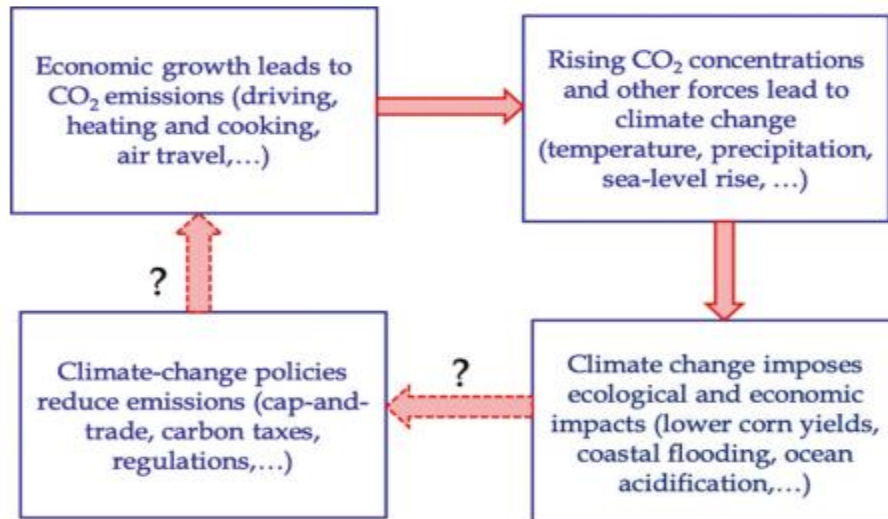 Economic growth leads to
CO₂ emissions (driving,
heating and cooking,
air travel,…)
Rising CO₂ concentrations
and other forces lead to
climate change
(temperature, precipitation,
sea-level rise, …)
?
Climate-change policies
reduce emissions (cap-and-
trade, carbon taxes,
regulations,…)
?
Climate change imposes
ecological and economic
impacts (lower corn yields,
coastal flooding, ocean
acidification,…)